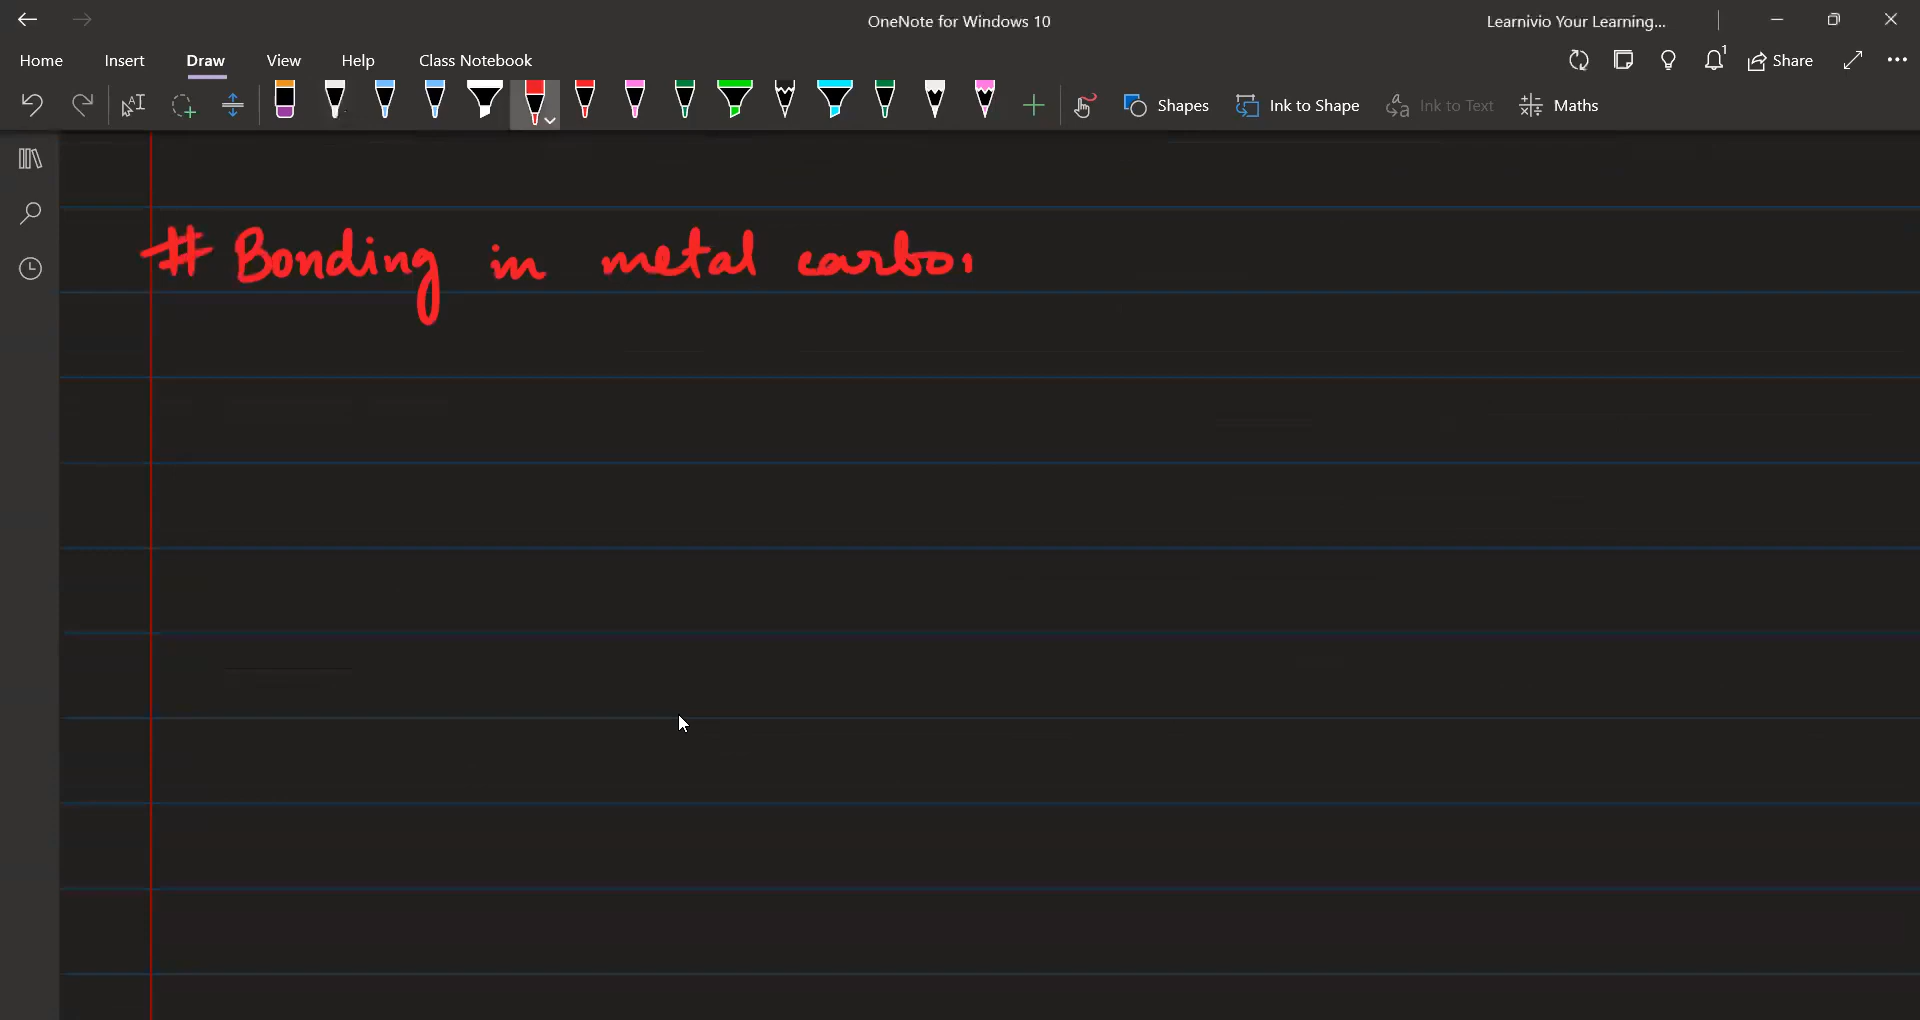 OneNote for Windows 10
Learnivio Your Learning...
Home Insert Draw View Help Class Notebook
1
Share
Shapes Ink to Shape Ink to Text Maths
# Bonding in metal